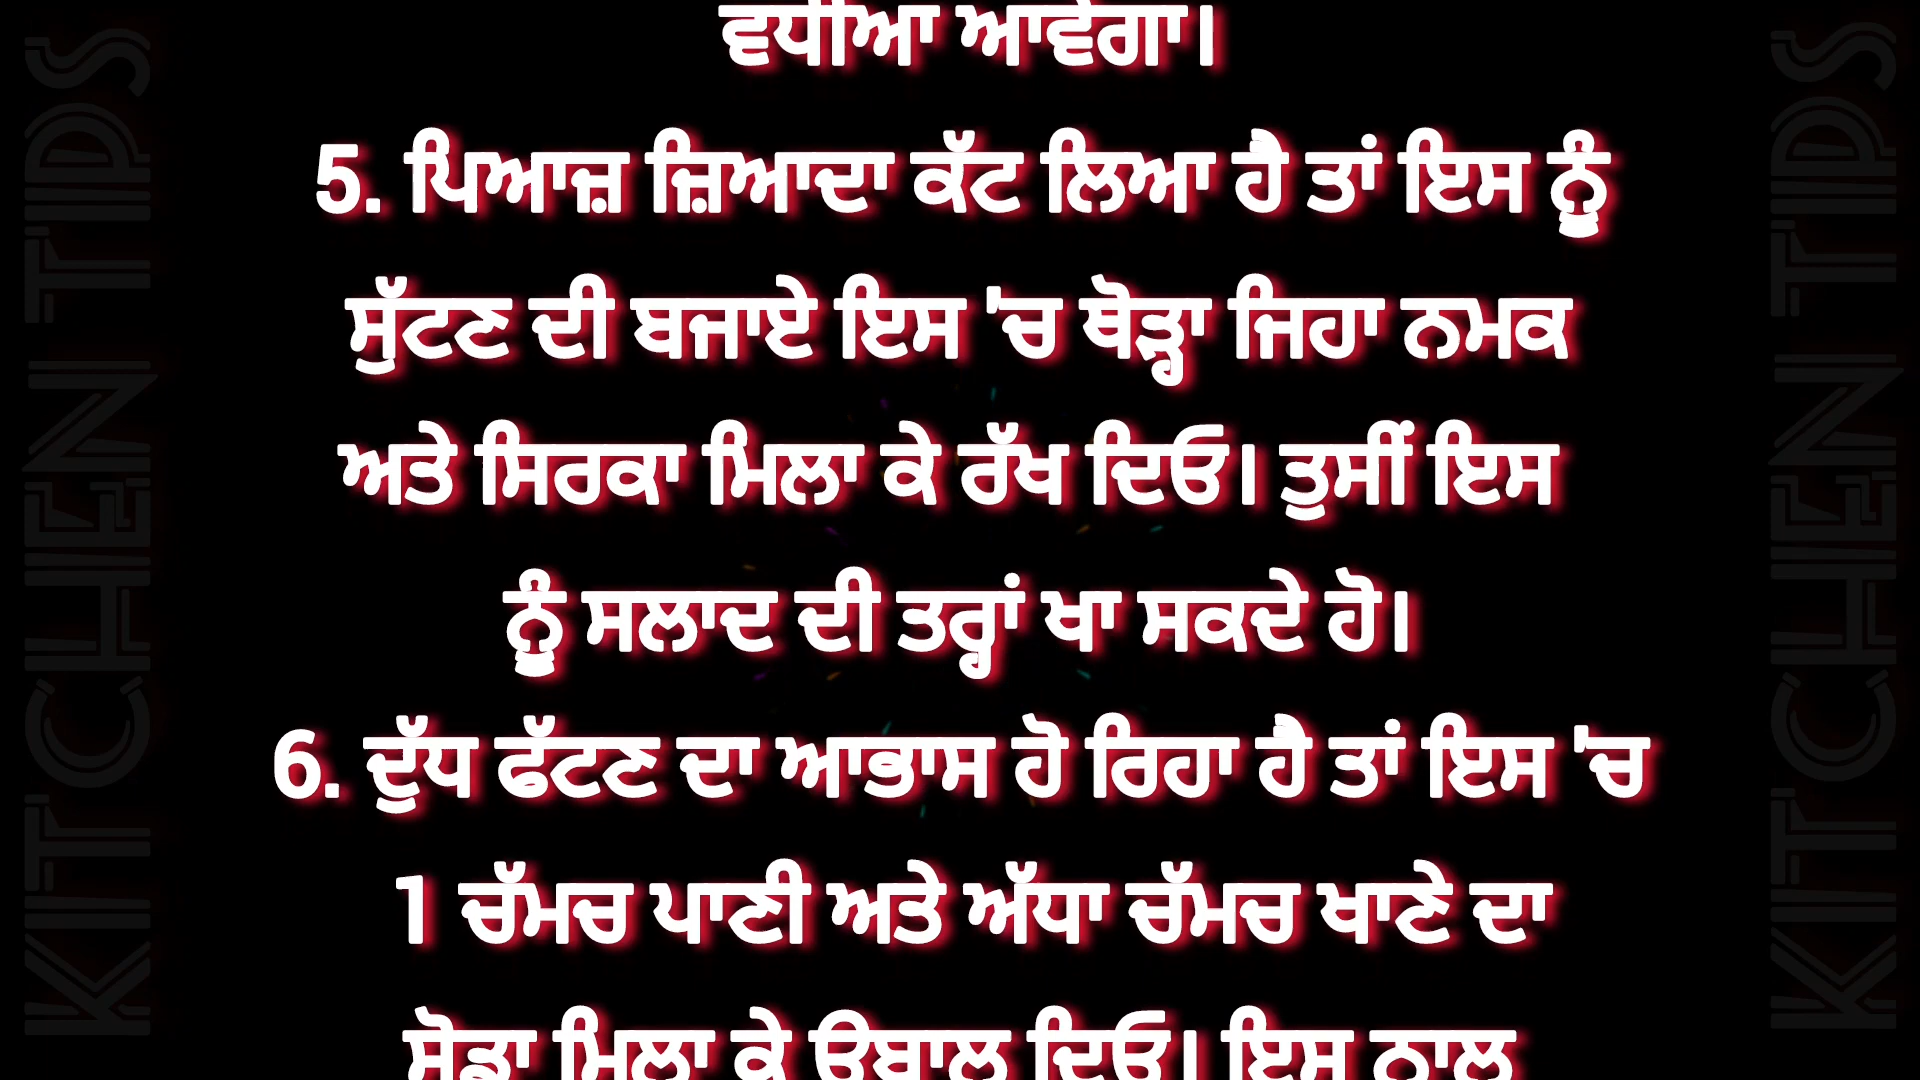 ਵਧੀਆ ਆਵੇਗਾ।
5. ਪਿਆਜ਼ ਜ਼ਿਆਦਾ ਕੱਟ ਲਿਆ ਹੈ ਤਾਂ ਇਸ ਨੂੰ
ਸੁੱਟਣ ਦੀ ਬਜਾਏ ਇਸ 'ਚ ਥੋੜ੍ਹਾ ਜਿਹਾ ਨਮਕ
ਅਤੇ ਸਿਰਕਾ ਮਿਲਾ ਕੇ ਰੱਖ ਦਿਓ। ਤੁਸੀਂ ਇਸ
ਨੂੰ ਸਲਾਦ ਦੀ ਤਰ੍ਹਾਂ ਖਾ ਸਕਦੇ ਹੋ।
6. ਦੁੱਧ ਫੱਟਣ ਦਾ ਆਭਾਸ ਹੋ ਰਿਹਾ ਹੈ ਤਾਂ ਇਸ 'ਚ
1 ਚੱਮਚ ਪਾਣੀ ਅਤੇ ਅੱਧਾ ਚੱਮਚ ਖਾਣੇ ਦਾ
ਸੋਡਾ ਮਿਲਾ ਕੇ ਉਬਾਲ ਦਿਓ। ਇਸ ਨਾਲ
KITCHEN TIPS
KITCHEN TIPS